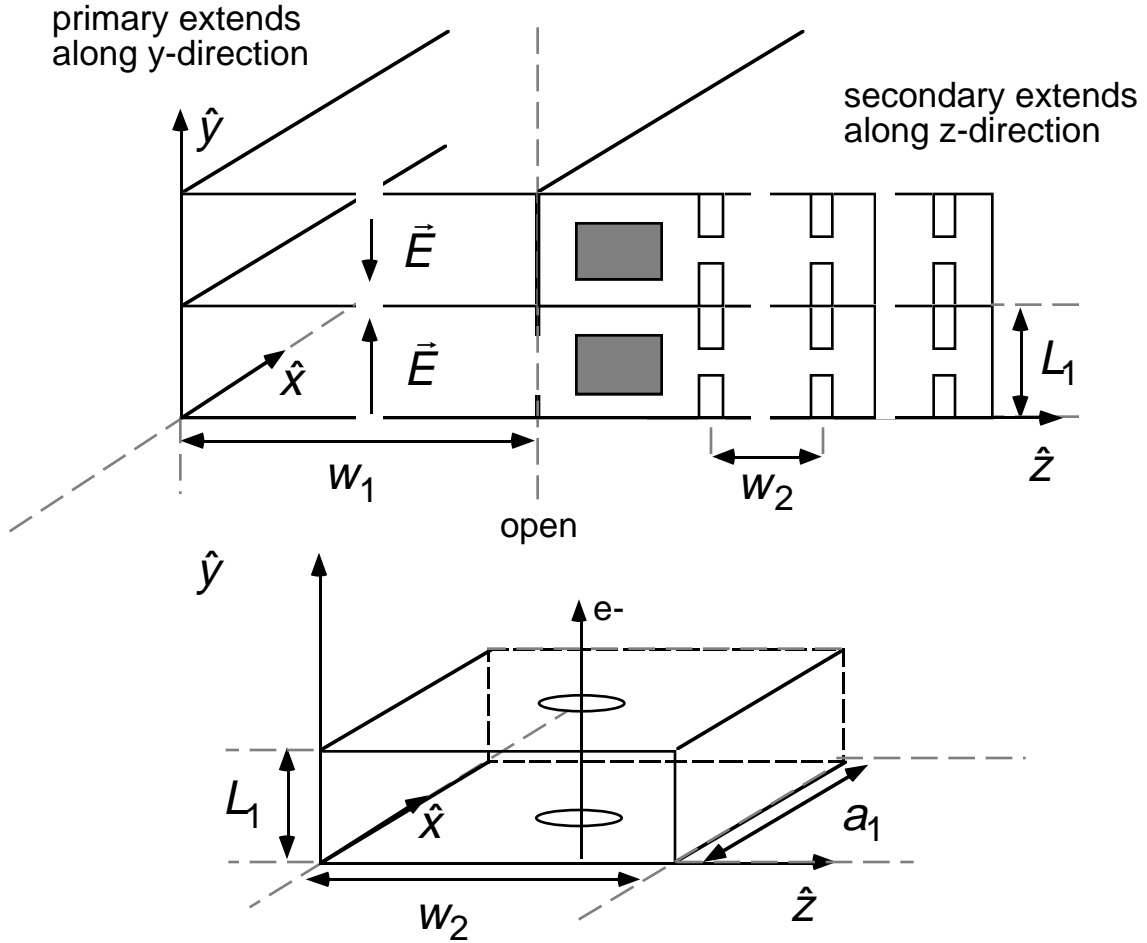 primary extends
along y-direction
secondary extends
along z-direction
ŷ
E⃗
E⃗
x̂
L₁
w₁
w₂
ẑ
open
ŷ
e-
L₁
x̂
a₁
w₂
ẑ